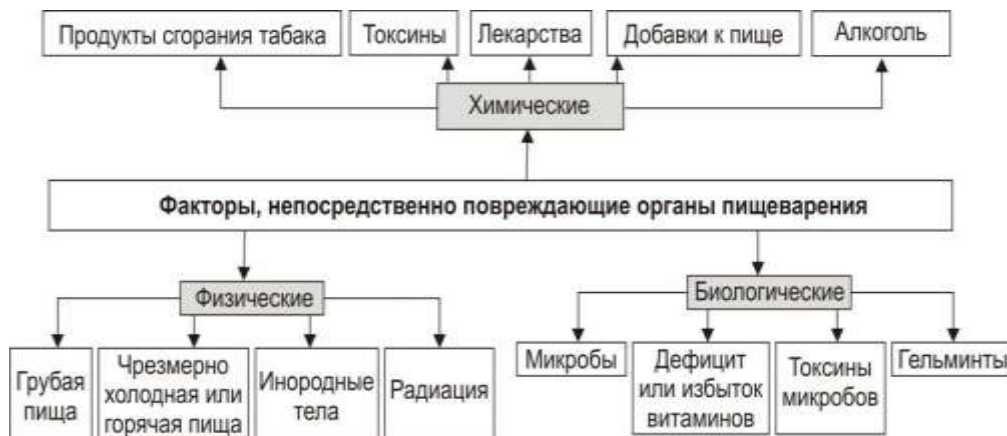 Продукты сгорания табака
Токсины
Лекарства
Добавки к пище
Алкоголь
Химические
Факторы, непосредственно повреждающие органы пищеварения
Физические
Биологические
Грубая
пища
Чрезмерно
холодная или
горячая пища
Инородные
тела
Радиация
Микробы
Дефицит
или избыток
витаминов
Токсины
микробов
Гельминты